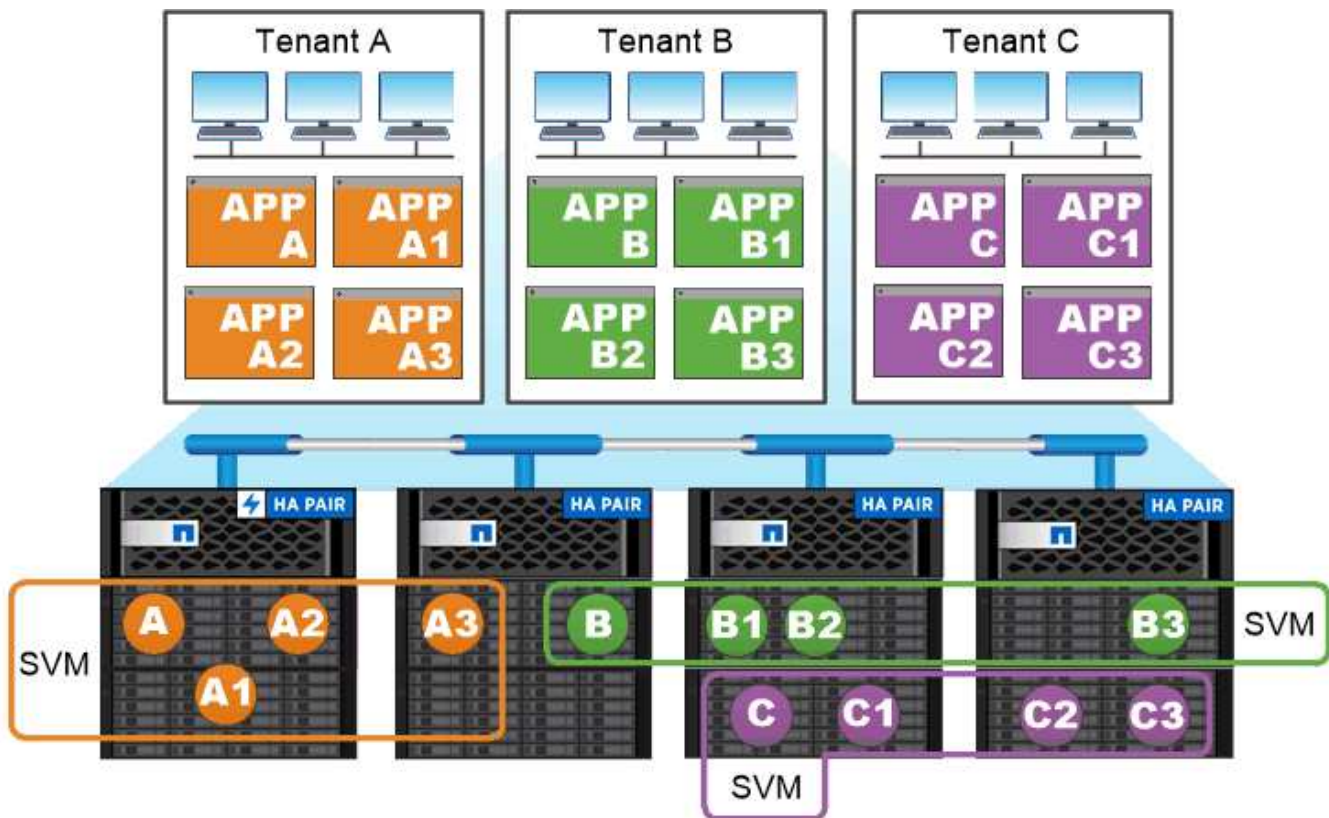 Tenant A
Tenant B
Tenant C
APP
A
APP
A1
APP
B
APP
B1
APP
C
APP
C1
APP
A2
APP
A3
APP
B2
APP
B3
APP
C2
APP
C3
HA PAIR
HA PAIR
HA PAIR
HA PAIR
SVM
A
A2
A1
A3
B
B1
B2
B3
SVM
C
C1
C2
C3
SVM